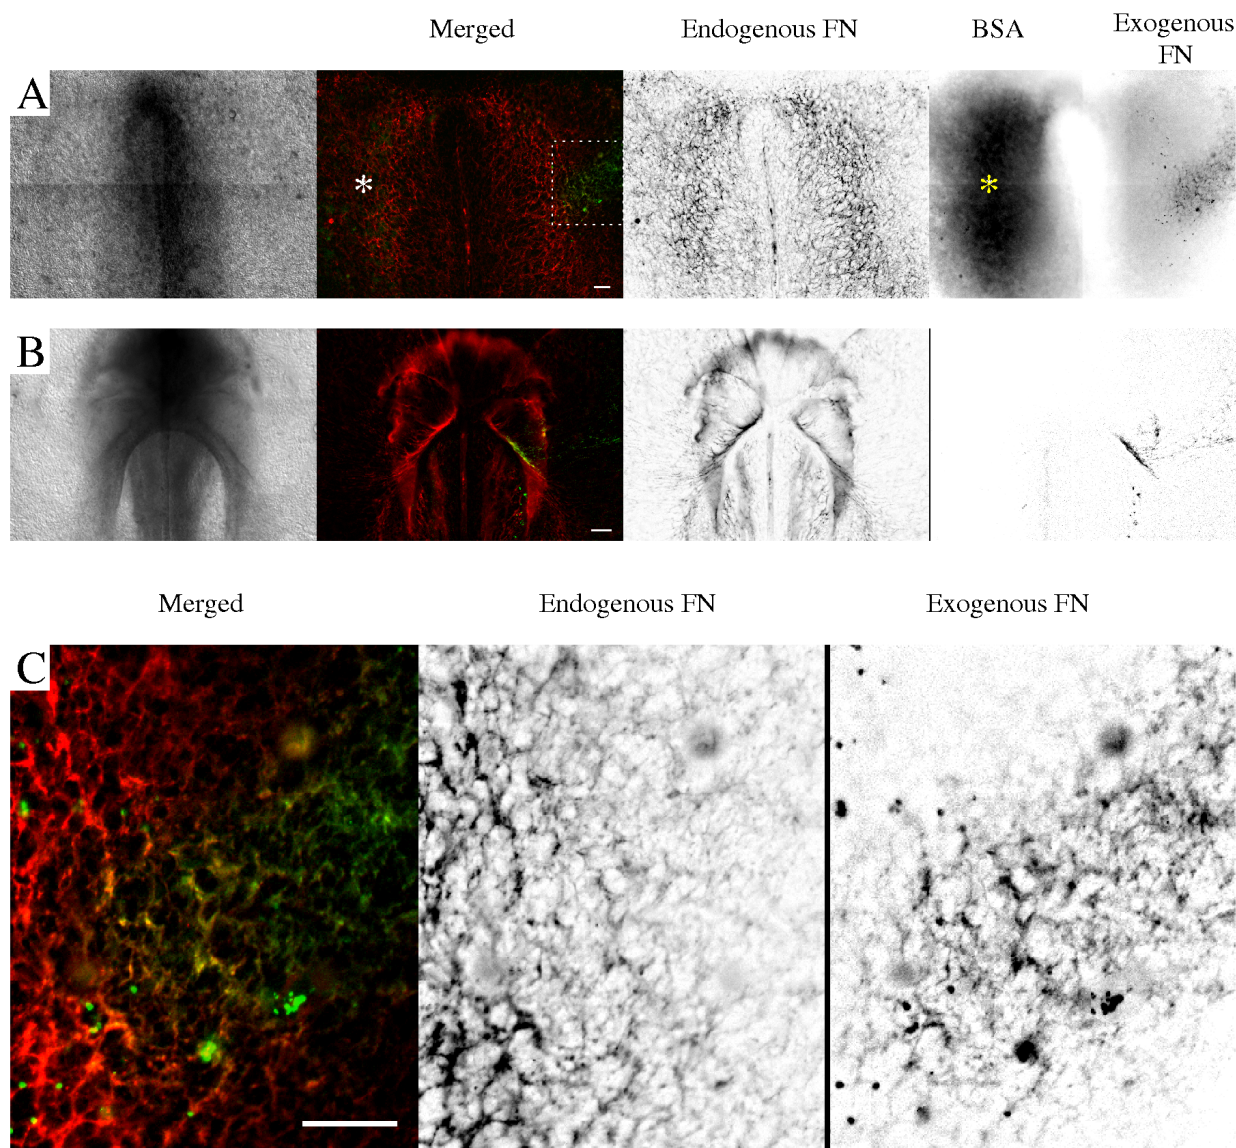 Merged
Endogenous FN
BSA
Exogenous
FN
A
*
*
B
Merged
Endogenous FN
Exogenous FN
C